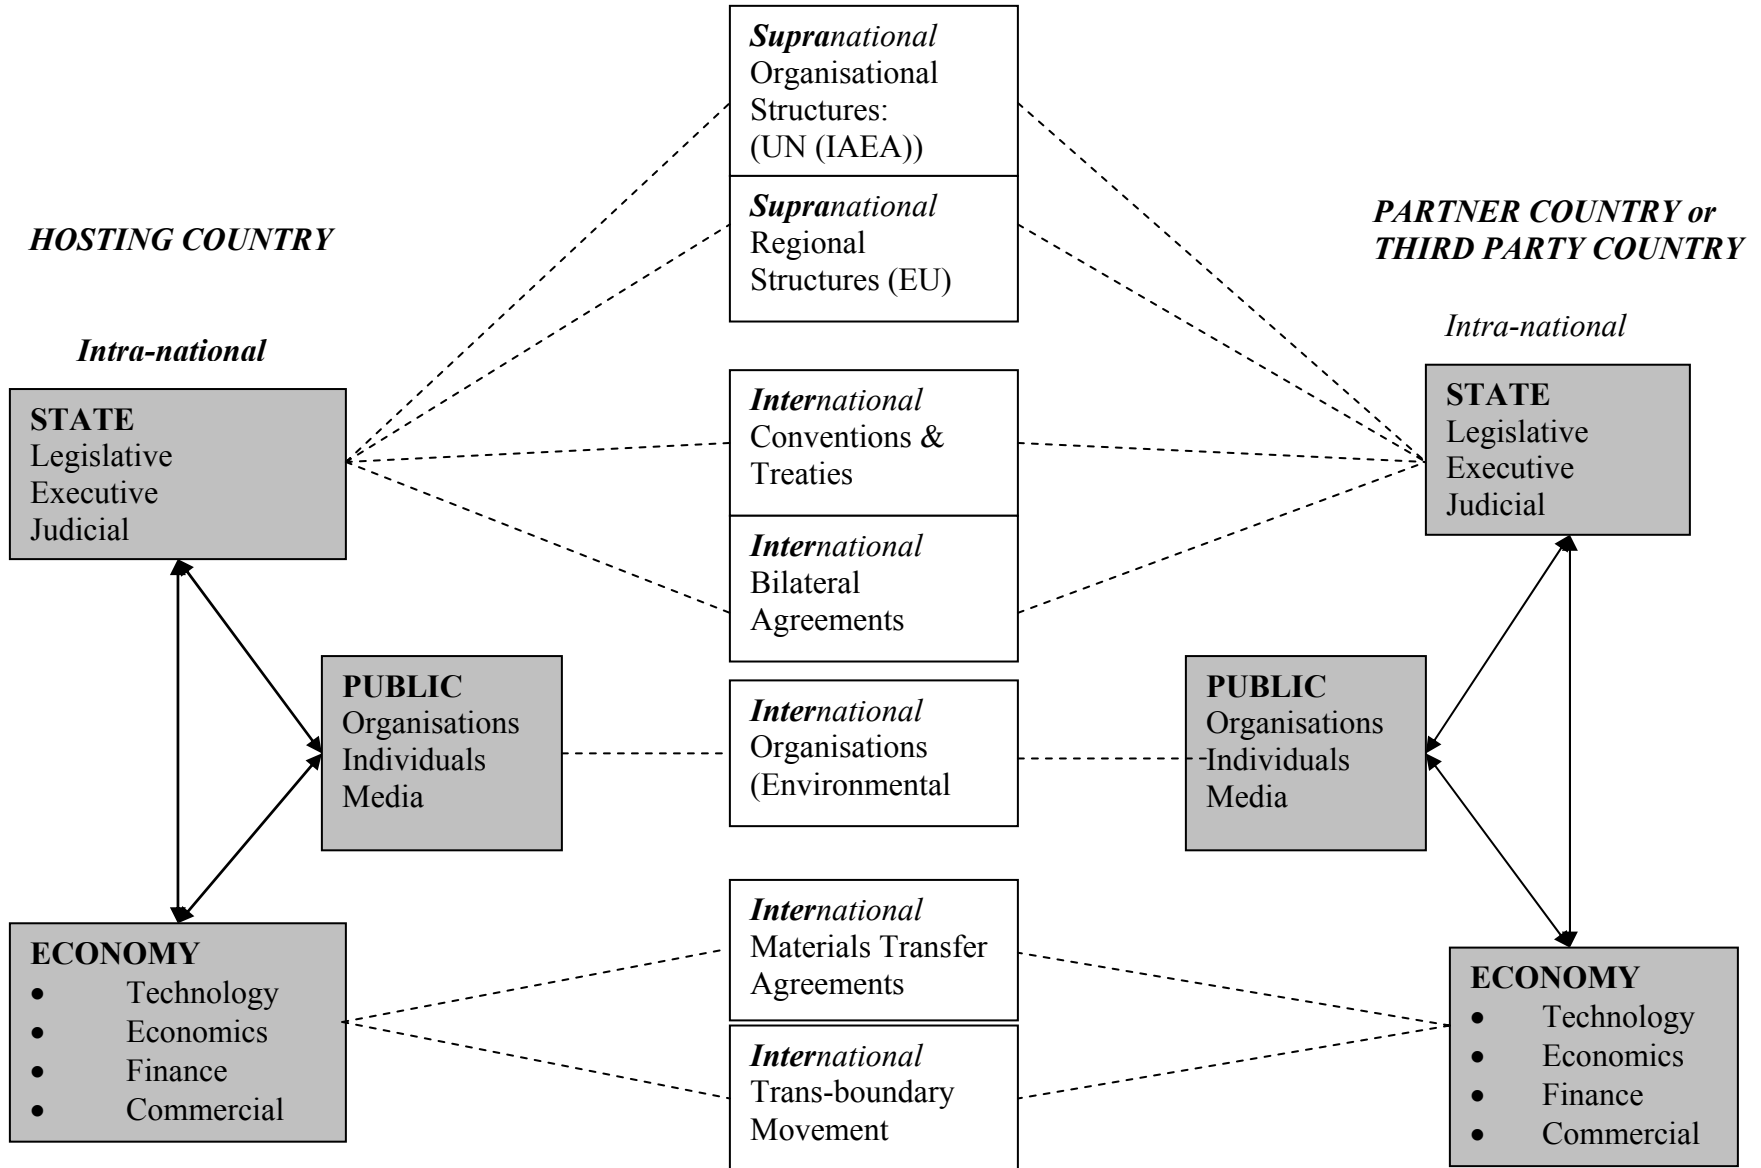 Supranational
Organisational
Structures:
(UN (IAEA))
Supranational
Regional
Structures (EU)
HOSTING COUNTRY
PARTNER COUNTRY or
THIRD PARTY COUNTRY
Intra-national
Intra-national
STATE
Legislative
Executive
Judicial
International
Conventions &
Treaties
International
Bilateral
Agreements
STATE
Legislative
Executive
Judicial
PUBLIC
Organisations
Individuals
Media
International
Organisations
(Environmental
PUBLIC
Organisations
Individuals
Media
ECONOMY
• Technology
• Economics
• Finance
• Commercial
International
Materials Transfer
Agreements
International
Trans-boundary
Movement
ECONOMY
• Technology
• Economics
• Finance
• Commercial